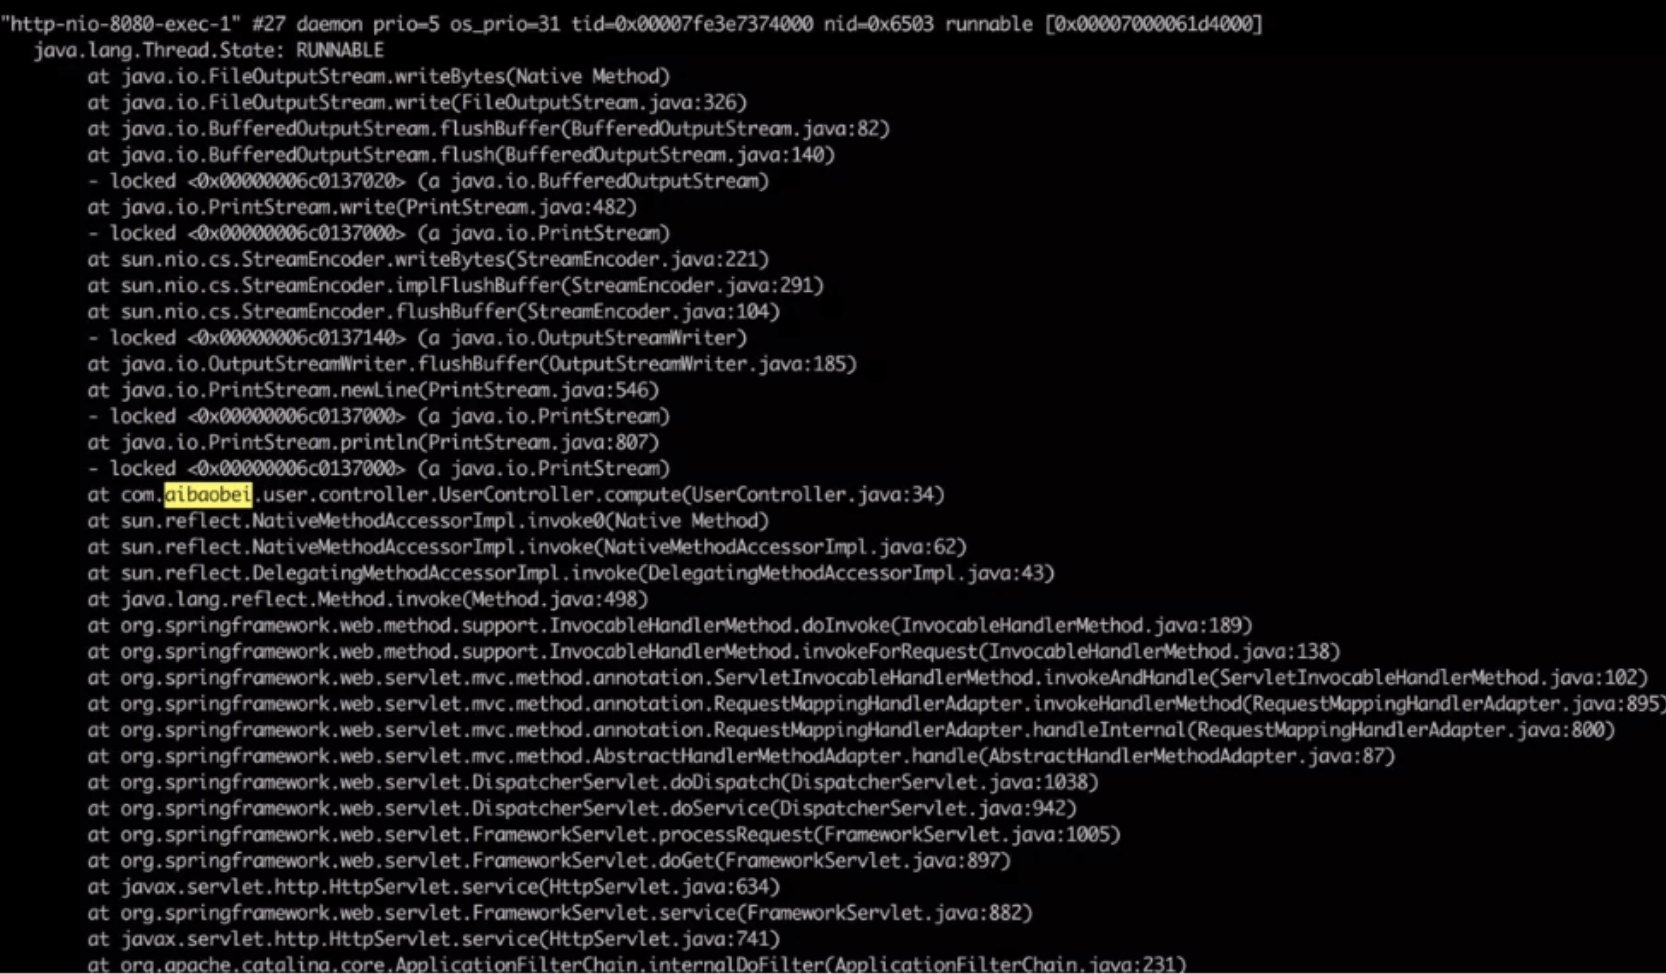 "http-nio-8080-exec-1" #27 daemon prio=5 os_prio=31 tid=0x00007fe3e7374000 nid=0x6503 runnable [0x00007000061d4000]
java.lang.Thread.State: RUNNABLE
at java.io.FileOutputStream.writeBytes(Native Method)
at java.io.FileOutputStream.write(FileOutputStream.java:326)
at java.io.BufferedOutputStream.flushBuffer(BufferedOutputStream.java:82)
at java.io.BufferedOutputStream.flush(BufferedOutputStream.java:140)
- locked <0x00000006c0137020> (a java.io.BufferedOutputStream)
at java.io.PrintStream.write(PrintStream.java:482)
- locked <0x00000006c0137000> (a java.io.PrintStream)
at sun.nio.cs.StreamEncoder.writeBytes(StreamEncoder.java:221)
at sun.nio.cs.StreamEncoder.implFlushBuffer(StreamEncoder.java:291)
at sun.nio.cs.StreamEncoder.flushBuffer(StreamEncoder.java:104)
- locked <0x00000006c0137140> (a java.io.OutputStreamWriter)
at java.io.OutputStreamWriter.flushBuffer(OutputStreamWriter.java:185)
at java.io.PrintStream.newLine(PrintStream.java:546)
- locked <0x00000006c0137000> (a java.io.PrintStream)
at java.io.PrintStream.println(PrintStream.java:807)
- locked <0x00000006c0137000> (a java.io.PrintStream)
at com.aibaobei.user.controller.UserController.compute(UserController.java:34)
at sun.reflect.NativeMethodAccessorImpl.invoke0(Native Method)
at sun.reflect.NativeMethodAccessorImpl.invoke(NativeMethodAccessorImpl.java:62)
at sun.reflect.DelegatingMethodAccessorImpl.invoke(DelegatingMethodAccessorImpl.java:43)
at java.lang.reflect.Method.invoke(Method.java:498)
at org.springframework.web.method.support.InvocableHandlerMethod.doInvoke(InvocableHandlerMethod.java:189)
at org.springframework.web.method.support.InvocableHandlerMethod.invokeForRequest(InvocableHandlerMethod.java:138)
at org.springframework.web.servlet.mvc.method.annotation.ServletInvocableHandlerMethod.invokeAndHandle(ServletInvocableHandlerMethod.java:102)
at org.springframework.web.servlet.mvc.method.annotation.RequestMappingHandlerAdapter.invokeHandlerMethod(RequestMappingHandlerAdapter.java:895)
at org.springframework.web.servlet.mvc.method.annotation.RequestMappingHandlerAdapter.handleInternal(RequestMappingHandlerAdapter.java:800)
at org.springframework.web.servlet.mvc.method.AbstractHandlerMethodAdapter.handle(AbstractHandlerMethodAdapter.java:87)
at org.springframework.web.servlet.DispatcherServlet.doDispatch(DispatcherServlet.java:1038)
at org.springframework.web.servlet.DispatcherServlet.doService(DispatcherServlet.java:942)
at org.springframework.web.servlet.FrameworkServlet.processRequest(FrameworkServlet.java:1005)
at org.springframework.web.servlet.FrameworkServlet.doGet(FrameworkServlet.java:897)
at javax.servlet.http.HttpServlet.service(HttpServlet.java:634)
at org.springframework.web.servlet.FrameworkServlet.service(FrameworkServlet.java:882)
at javax.servlet.http.HttpServlet.service(HttpServlet.java:741)
at org.apache.catalina.core.ApplicationFilterChain.internalDoFilter(ApplicationFilterChain.java:231)